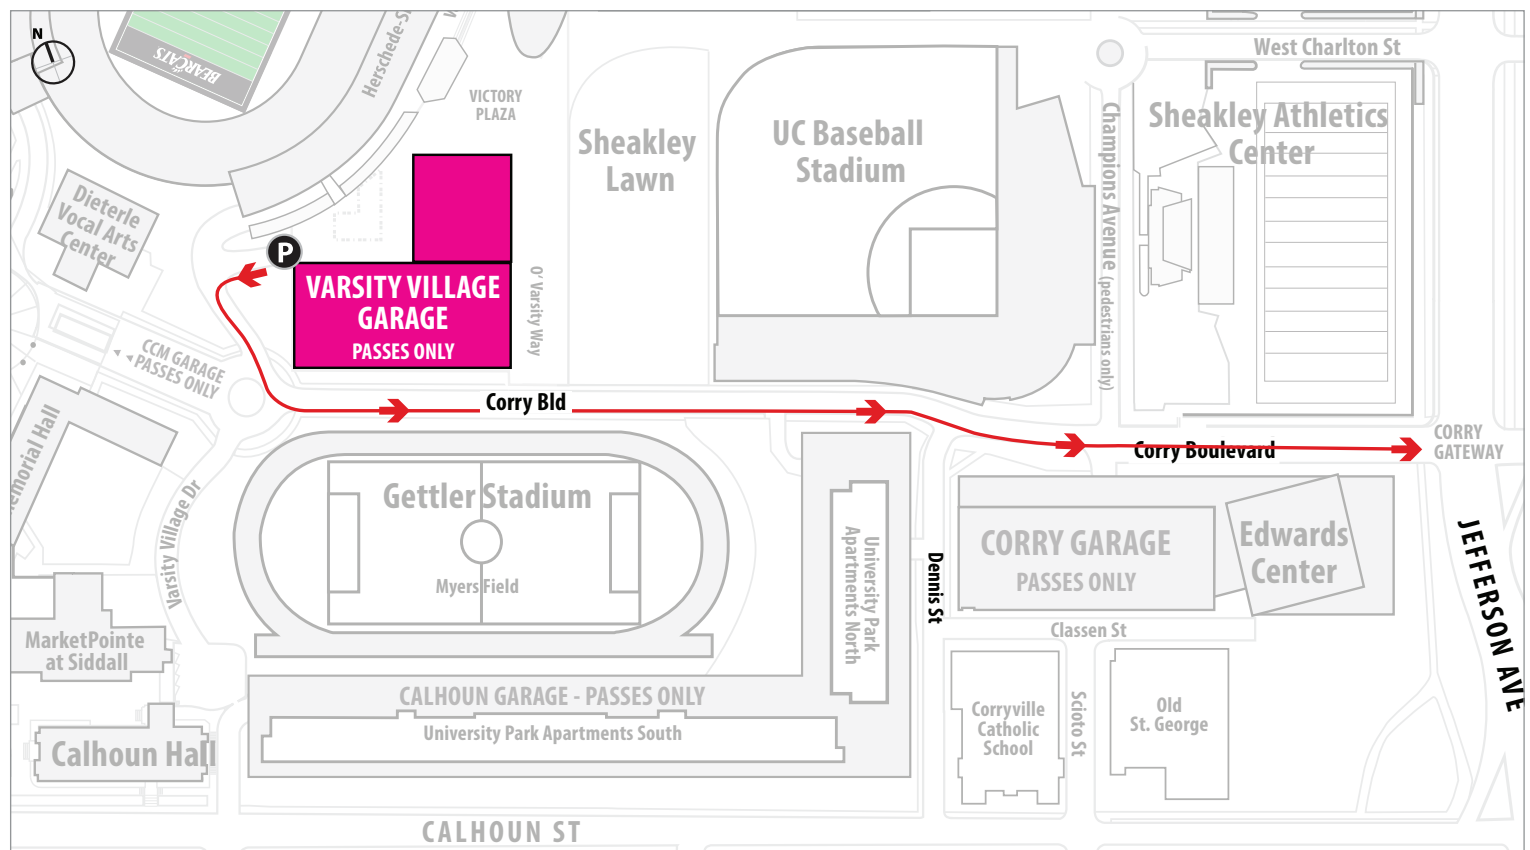 N
BEARCATS
Herschede-S
VICTORY
PLAZA
West Charlton St
Sheakley
Lawn
UC Baseball
Stadium
Champions Avenue (pedestrians only)
Sheakley Athletics
Center
Dieterle
Vocal Arts
Center
P
VARSITY VILLAGE
GARAGE
PASSES ONLY
O'Varsity Way
CCM GARAGE
PASSES ONLY
Corry Bld
Corry Boulevard
CORRY
GATEWAY
emorial Hall
Varsity Village Dr
Gettler Stadium
Myers Field
University Park
Apartments North
Dennis St
CORRY GARAGE
PASSES ONLY
Edwards
Center
JEFFERSON AVE
Classen St
MarketPointe
at Siddall
CALHOUN GARAGE - PASSES ONLY
University Park Apartments South
Corryville
Catholic
School
Scioto St
Old
St. George
Calhoun Hall
CALHOUN ST